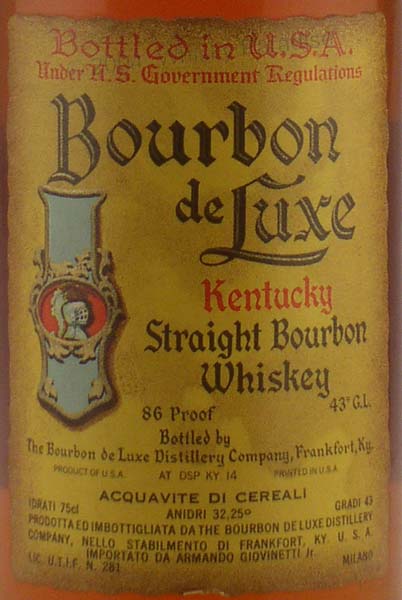 Bottled in U.S.A.
Under U.S. Government Regulations
Bourbon
de Luxe
Kentucky
Straight Bourbon
Whiskey
86 Proof 43° G.L.
Bottled by
The Bourbon de Luxe Distillery Company, Frankfort, Ky.
PRODUCT OF U.S.A. AT DSP KY 14 PRINTED IN U.S.A
ACQUAVITE DI CEREALI
IDRATI 75cl ANIDRI 32,25° GRADI 43
PRODOTTA ED IMBOTTIGLIATA DA THE BOURBON DE LUXE DISTILLERY
COMPANY, NELLO STABILMENTO DI FRANKFORT, KY. U. S. A.
IMPORTATO DA ARMANDO GIOVINETTI Jr.
LIC. U.T.I.F. N. 281 MILANO